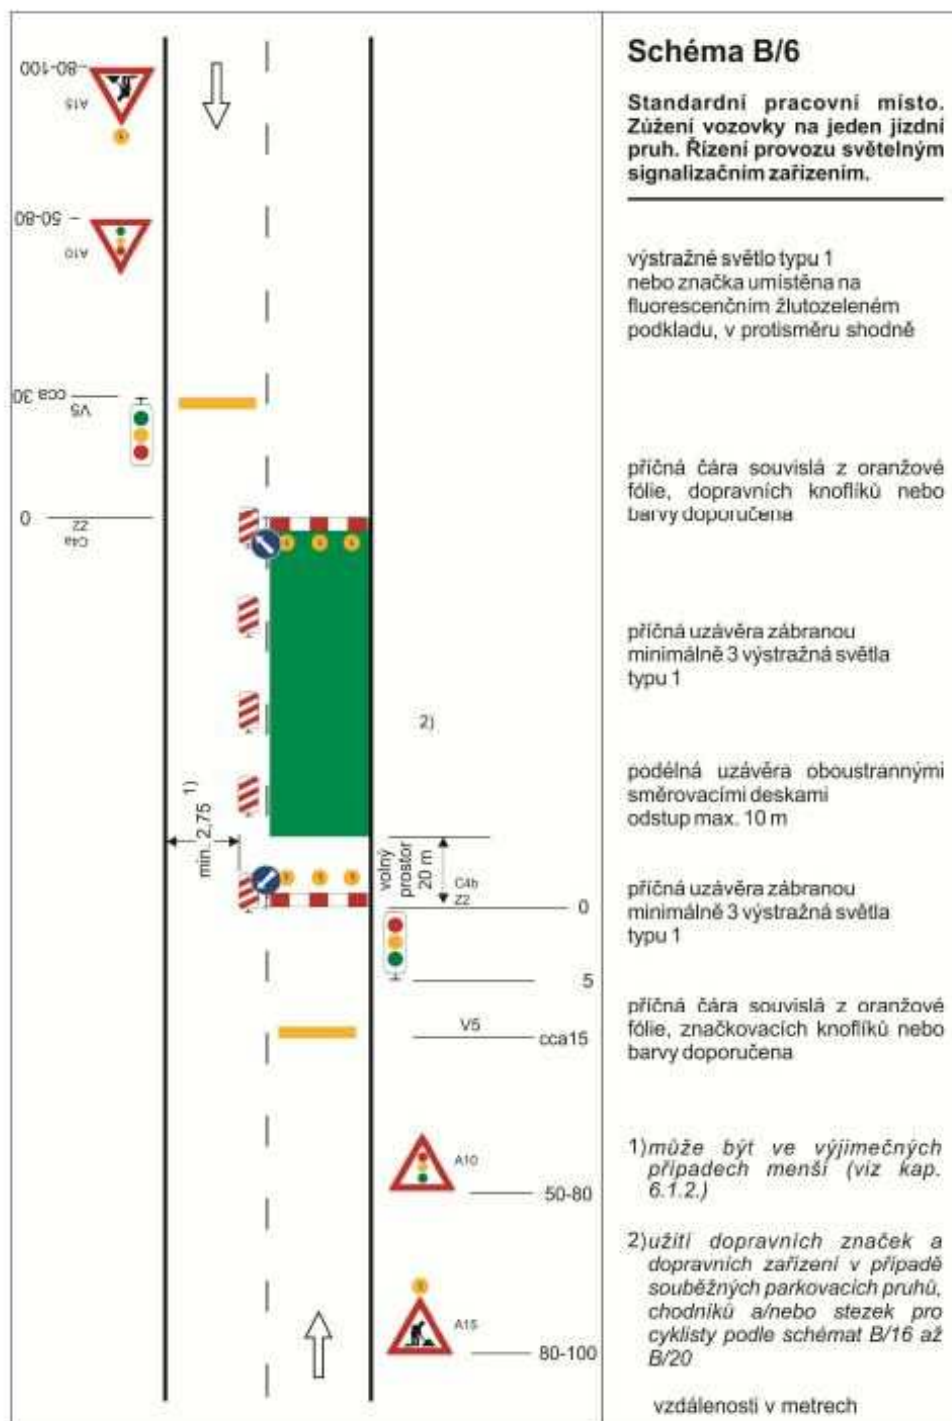 Schéma B/6
Standardní pracovní místo.
Zúžení vozovky na jeden jízdní
pruh. Řízení provozu světelným
signalizačním zařízením.
80-100
A15
50-80
A10
výstražné světlo typu 1
nebo značka umístěna na
fluorescenčním žlutozeleném
podkladu, v protisměru shodně
cca 30
V5
příčná čára souvislá z oranžové
fólie, dopravních knoflíků nebo
barvy doporučena
0
Z2
C4a
příčná uzávěra zábranou
minimálně 3 výstražná světla
typu 1
2)
podélná uzávěra oboustrannými
směrovacími deskami
odstup max. 10 m
min. 2,75 1)
volný
prostor
20 m
C4b
Z2
0
příčná uzávěra zábranou
minimálně 3 výstražná světla
typu 1
5
V5
cca15
příčná čára souvislá z oranžové
fólie, značkovacích knoflíků nebo
barvy doporučena
A10
50-80
1) může být ve výjimečných
případech menší (viz kap.
6.1.2.)
A15
80-100
2) užití dopravních značek a
dopravních zařízení v případě
souběžných parkovacích pruhů,
chodníků a/nebo stezek pro
cyklisty podle schémat B/16 až
B/20
vzdálenosti v metrech